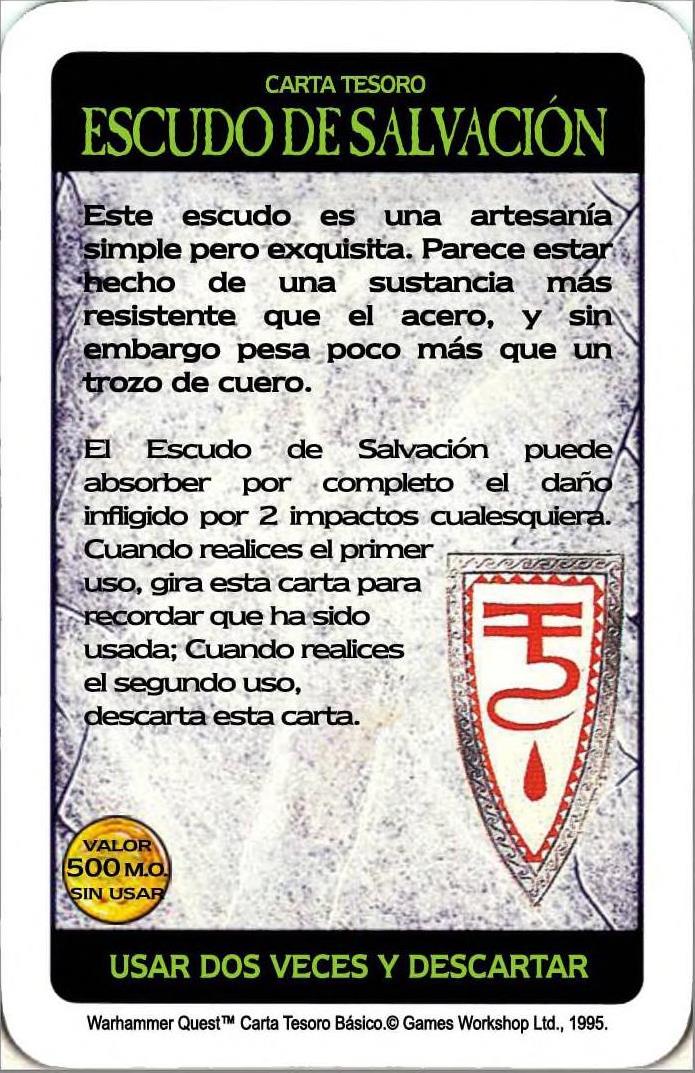 CARTA TESORO
ESCUDO DE SALVACIÓN
Este escudo es una artesanía
simple pero exquisita. Parece estar
hecho de una sustancia más
resistente que el acero, y sin
embargo pesa poco más que un
trozo de cuero.
El Escudo de Salvación puede
absorber por completo el daño
infligido por 2 impactos cualesquiera.
Cuando realices el primer
uso, gira esta carta para
recordar que ha sido
usada; Cuando realices
el segundo uso,
descarta esta carta.
VALOR
500 M.O.
SIN USAR
USAR DOS VECES Y DESCARTAR
Warhammer Quest™ Carta Tesoro Básico.© Games Workshop Ltd., 1995.